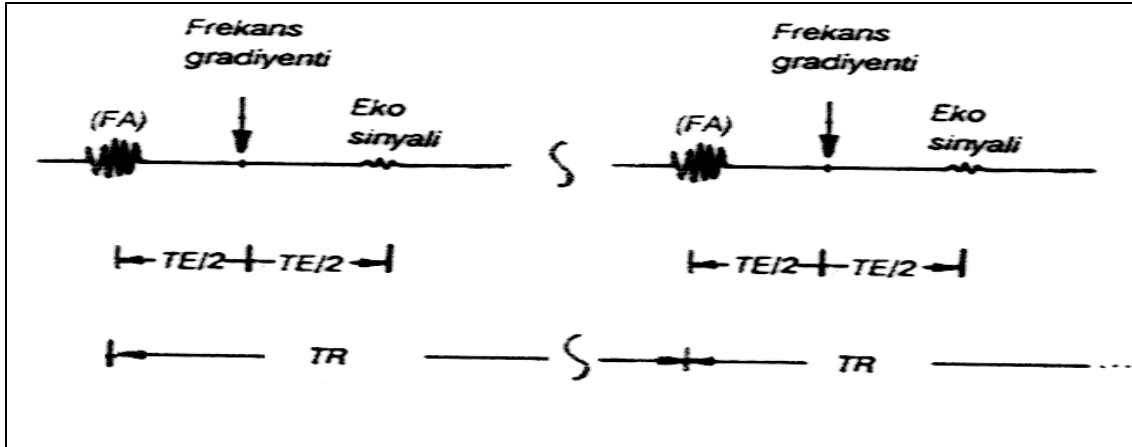 Frekans
gradiyenti
Frekans
gradiyenti
(FA)
Eko
sinyali
(FA)
Eko
sinyali
TE/2 TE/2
TE/2 TE/2
TR
TR ...